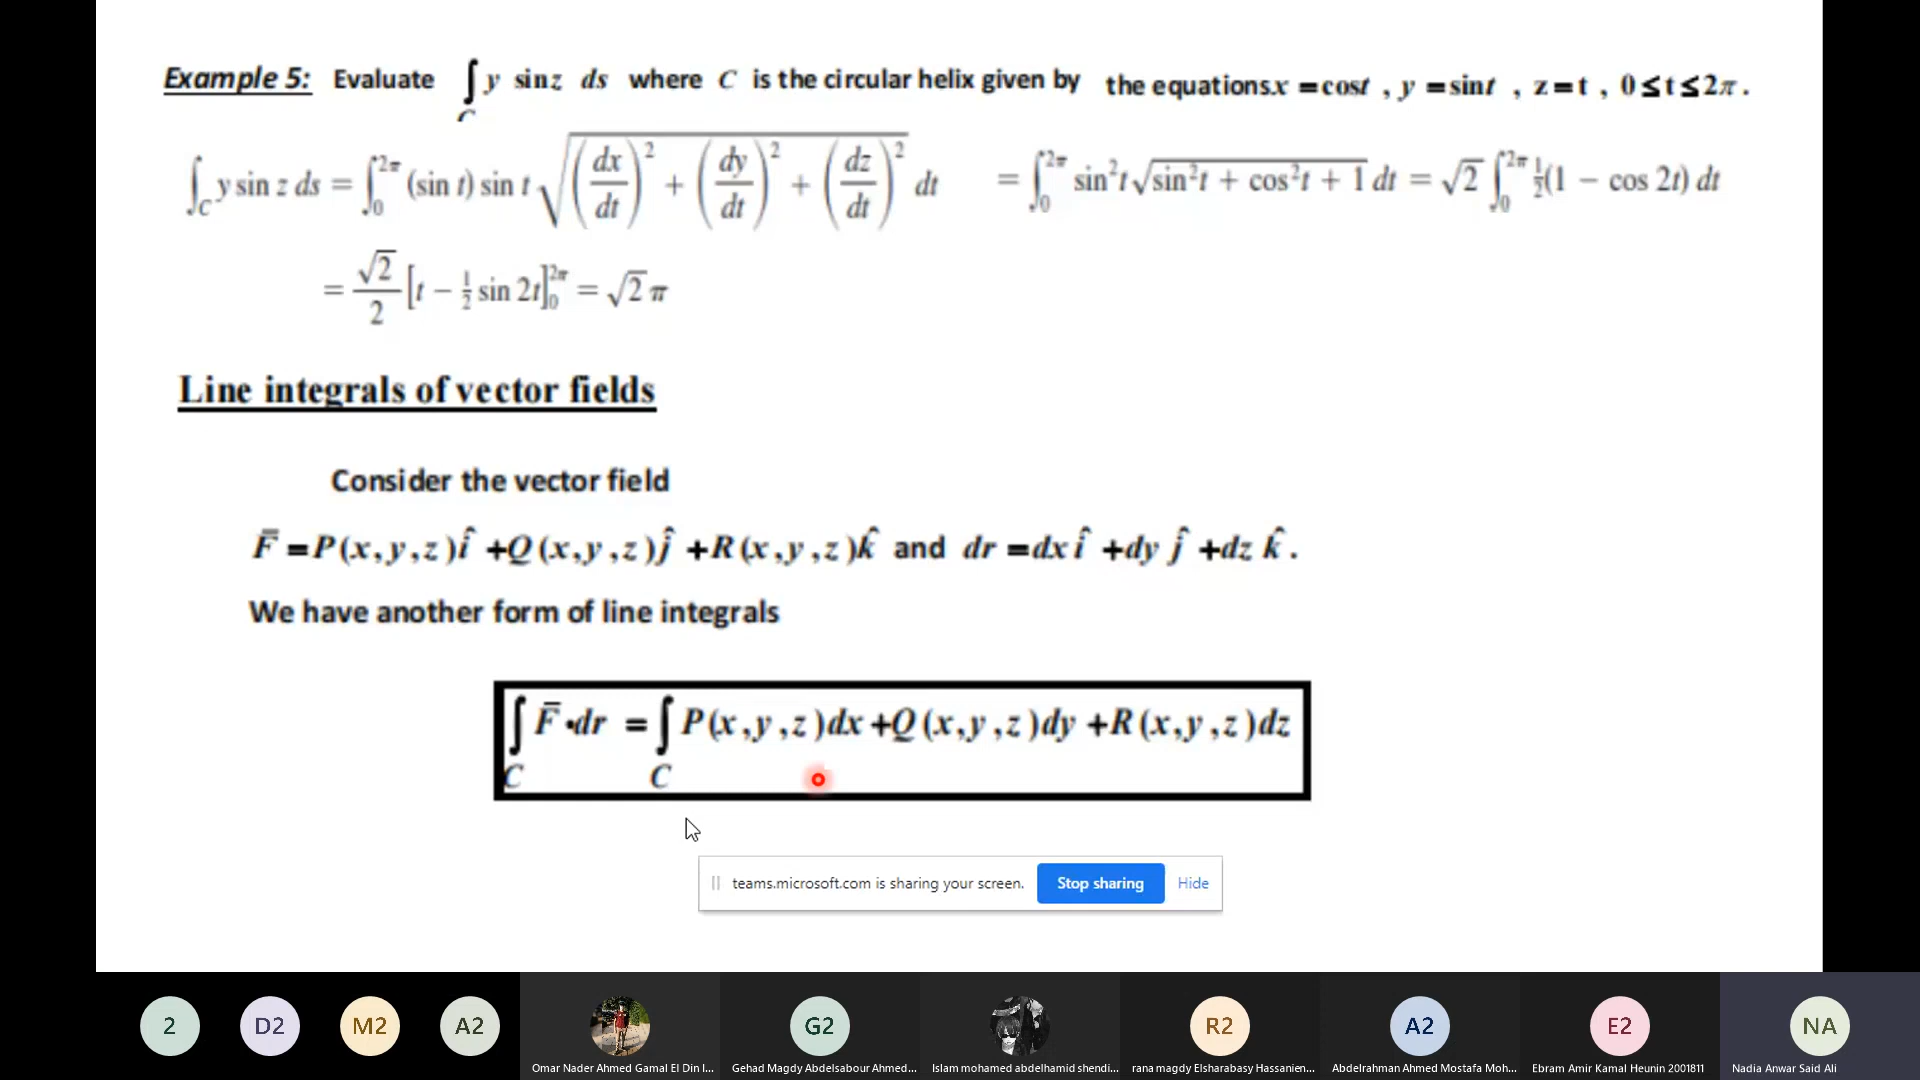 Example 5: Evaluate ∫_C y sinz ds where C is the circular helix given by the equations x = cost , y = sint , z = t , 0 ≤ t ≤ 2π .
∫_C y sin z ds = ∫_0^{2π} (sin t) sin t √((dx/dt)² + (dy/dt)² + (dz/dt)²) dt = ∫_0^{2π} sin²t √(sin²t + cos²t + 1) dt = √2 ∫_0^{2π} ½(1 − cos 2t) dt
= √2/2 [t − ½ sin 2t]_0^{2π} = √2 π
Line integrals of vector fields
Consider the vector field
F̄ = P(x,y,z)î + Q(x,y,z)ĵ + R(x,y,z)k̂ and dr = dx î + dy ĵ + dz k̂ .
We have another form of line integrals
∫_C F̄•dr = ∫_C P(x,y,z)dx + Q(x,y,z)dy + R(x,y,z)dz
teams.microsoft.com is sharing your screen. Stop sharing Hide
2 D2 M2 A2 G2 R2 A2 E2 NA
Omar Nader Ahmed Gamal El Din I... Gehad Magdy Abdelsabour Ahmed... Islam mohamed abdelhamid shendi... rana magdy Elsharabasy Hassanien... Abdelrahman Ahmed Mostafa Moh... Ebram Amir Kamal Heunin 2001811 Nadia Anwar Said Ali